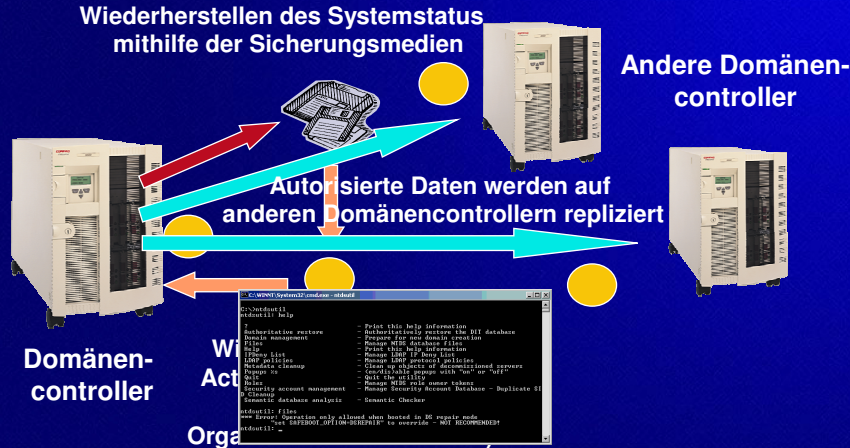 Wiederherstellen des Systemstatus
mithilfe der Sicherungsmedien
Andere Domänen-
controller
Autorisierte Daten werden auf
anderen Domänencontrollern repliziert
Domänen-
controller
Wi
Act
Orga
C:\WINNT\System32\cmd.exe - ntdsutil
C:\>ntdsutil
ntdsutil: help
? - Print this help information
Authoritative restore - Authoritatively restore the DIT database
Domain management - Prepare for new domain creation
Files - Manage NTDS database files
Help - Print this help information
IPDeny List - Manage LDAP IP Deny List
LDAP policies - Manage LDAP protocol policies
Metadata cleanup - Clean up objects of decommissioned servers
Popups %s - (en/dis)able popups with "on" or "off"
Quit - Quit the utility
Roles - Manage NTDS role owner tokens
Security account management - Manage Security Account Database - Duplicate SI
D Cleanup
Semantic database analysis - Semantic Checker
ntdsutil: files
*** Error! Operation only allowed when booted in DS repair mode
"set SAFEBOOT_OPTION=DSREPAIR" to override - NOT RECOMMENDED!
ntdsutil: _